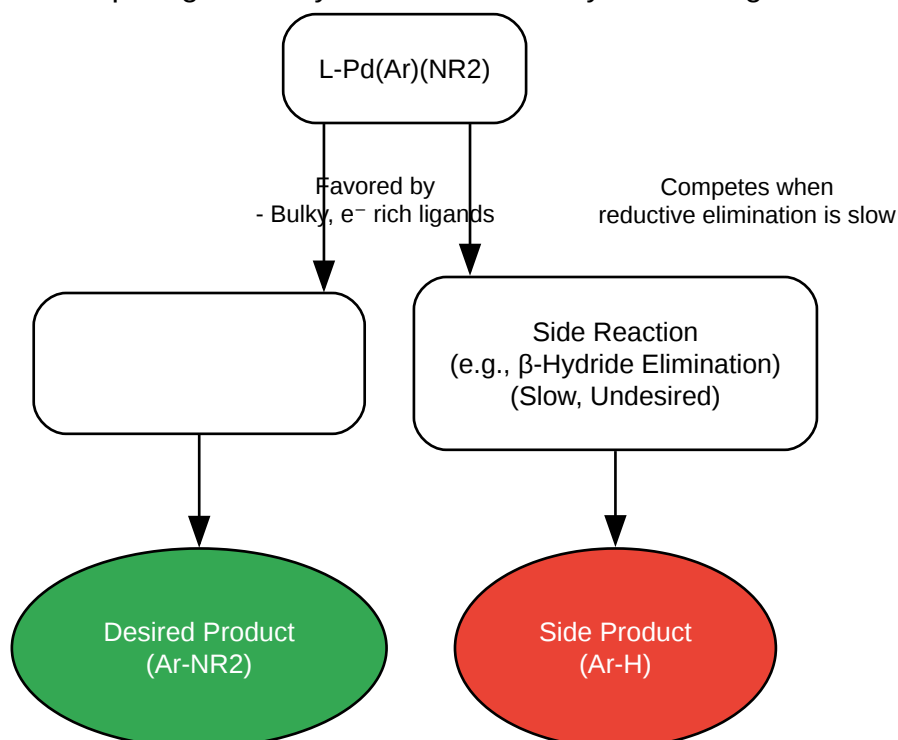 L-Pd(Ar)(NR2)
Favored by
- Bulky, e⁻ rich ligands
Competes when
reductive elimination is slow
Side Reaction
(e.g., β-Hydride Elimination)
(Slow, Undesired)
Desired Product
(Ar-NR2)
Side Product
(Ar-H)